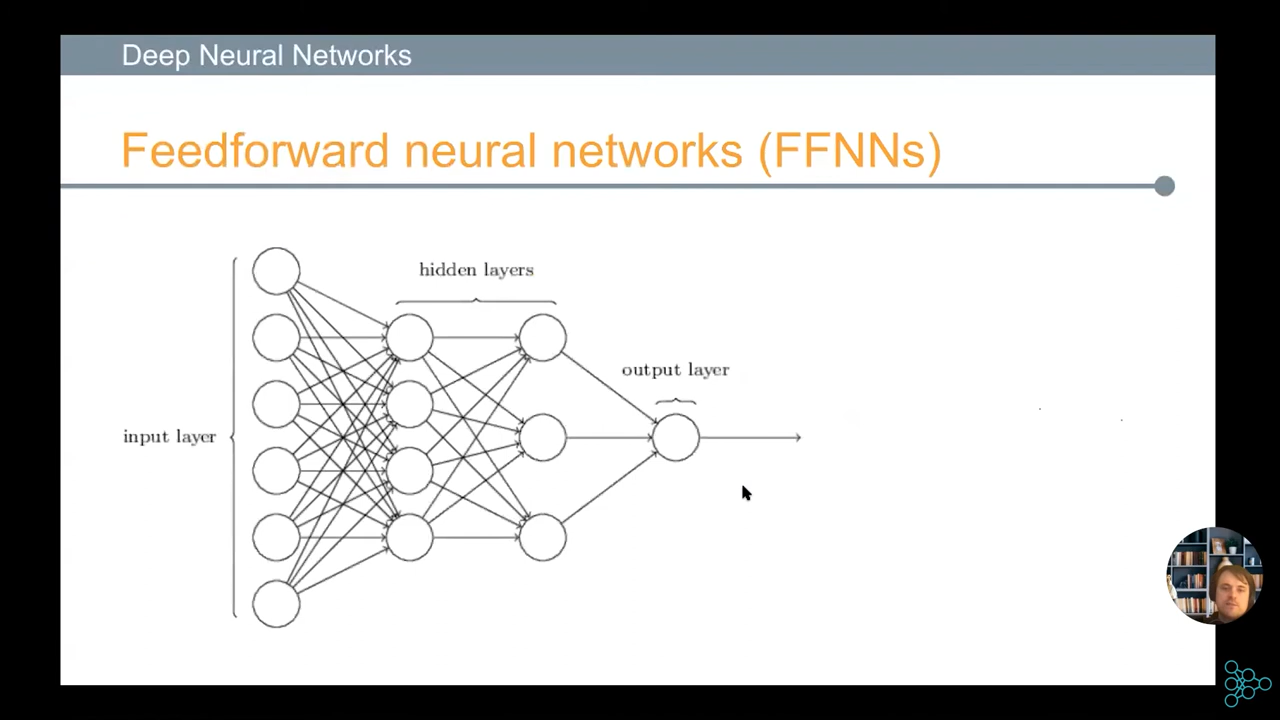 Deep Neural Networks
Feedforward neural networks (FFNNs)
hidden layers
output layer
input layer